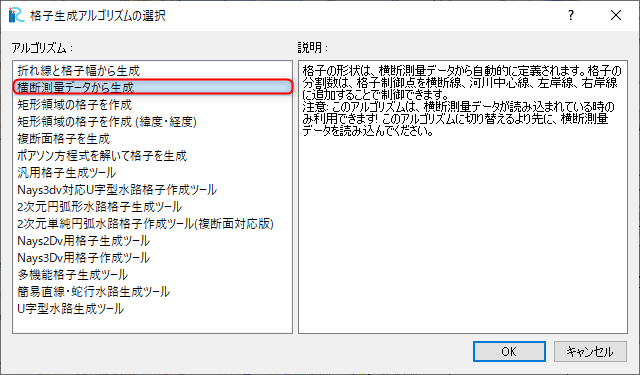 格子生成アルゴリズムの選択
アルゴリズム：
折れ線と格子幅から生成
横断測量データから生成
矩形領域の格子を作成
矩形領域の格子を作成 (緯度・経度)
複断面格子を生成
ポアソン方程式を解いて格子を生成
汎用格子生成ツール
Nays3dv対応U字型水路格子作成ツール
2次元円弧形水路格子生成ツール
2次元単純円弧水路格子作成ツール(複断面対応版)
Nays2Dv用格子生成ツール
Nays3Dv用格子生成ツール
多機能格子生成ツール
簡易直線・蛇行水路生成ツール
U字型水路生成ツール
説明：
格子の形状は、横断測量データから自動的に定義されます。格子の
分割数は、格子制御点を横断線、河川中心線、左岸線、右岸線
に追加することで制御できます。
注意: このアルゴリズムは、横断測量データが読み込まれている時の
み利用できます! このアルゴリズムに切り替えるより先に、横断測量
データを読み込んでください。
OK
キャンセル